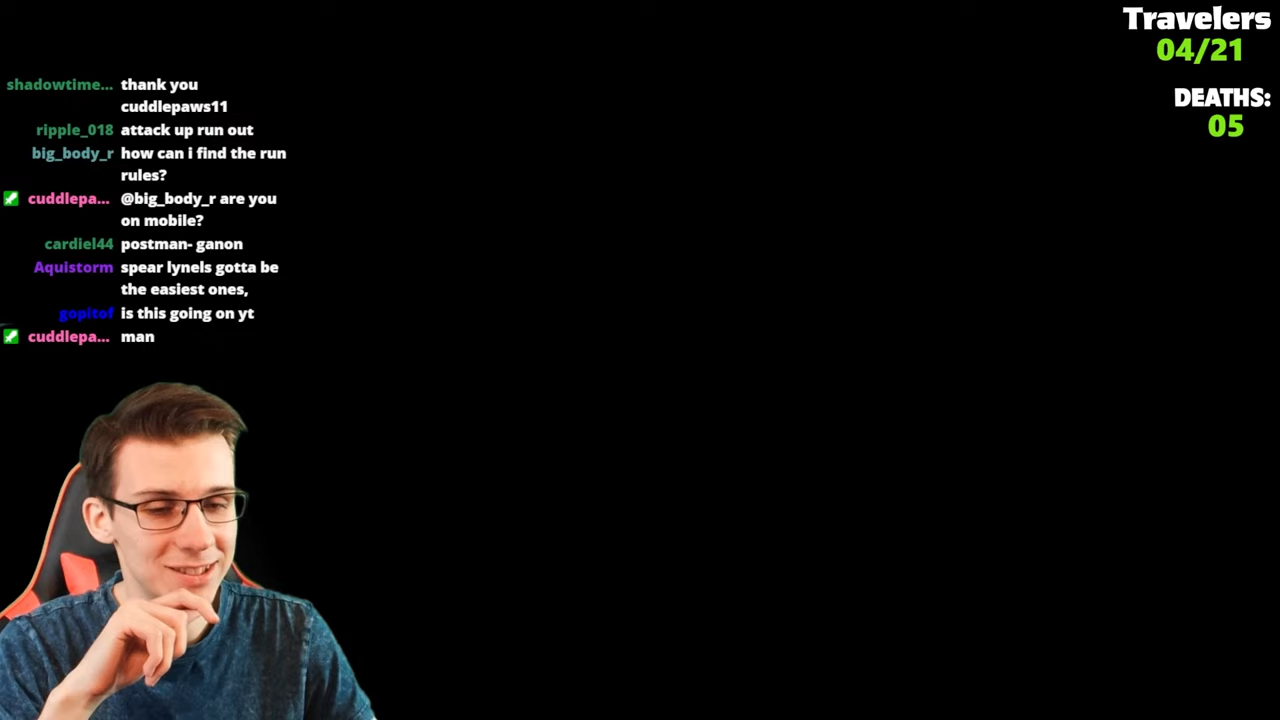 Travelers
04/21
DEATHS:
05
shadowtime... thank you
cuddlepaws11
ripple_018 attack up run out
big_body_r how can i find the run
rules?
cuddlepa... @big_body_r are you
on mobile?
cardiel44 postman- ganon
Aquistorm spear lynels gotta be
the easiest ones,
gopitof is this going on yt
cuddlepa... man